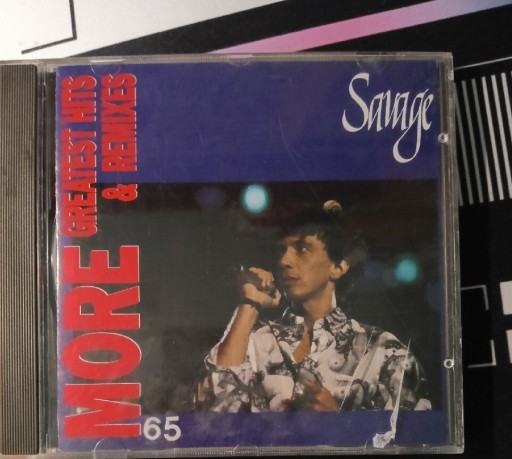 Savage
MORE
GREATEST HITS
& REMIXES
65